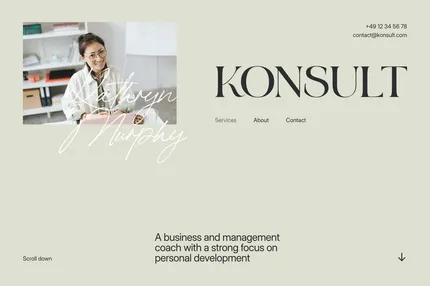 +49 12 34 56 78
contact@konsult.com
Kathryn
Murphy
KONSULT
Services About Contact
A business and management
coach with a strong focus on
personal development
Scroll down